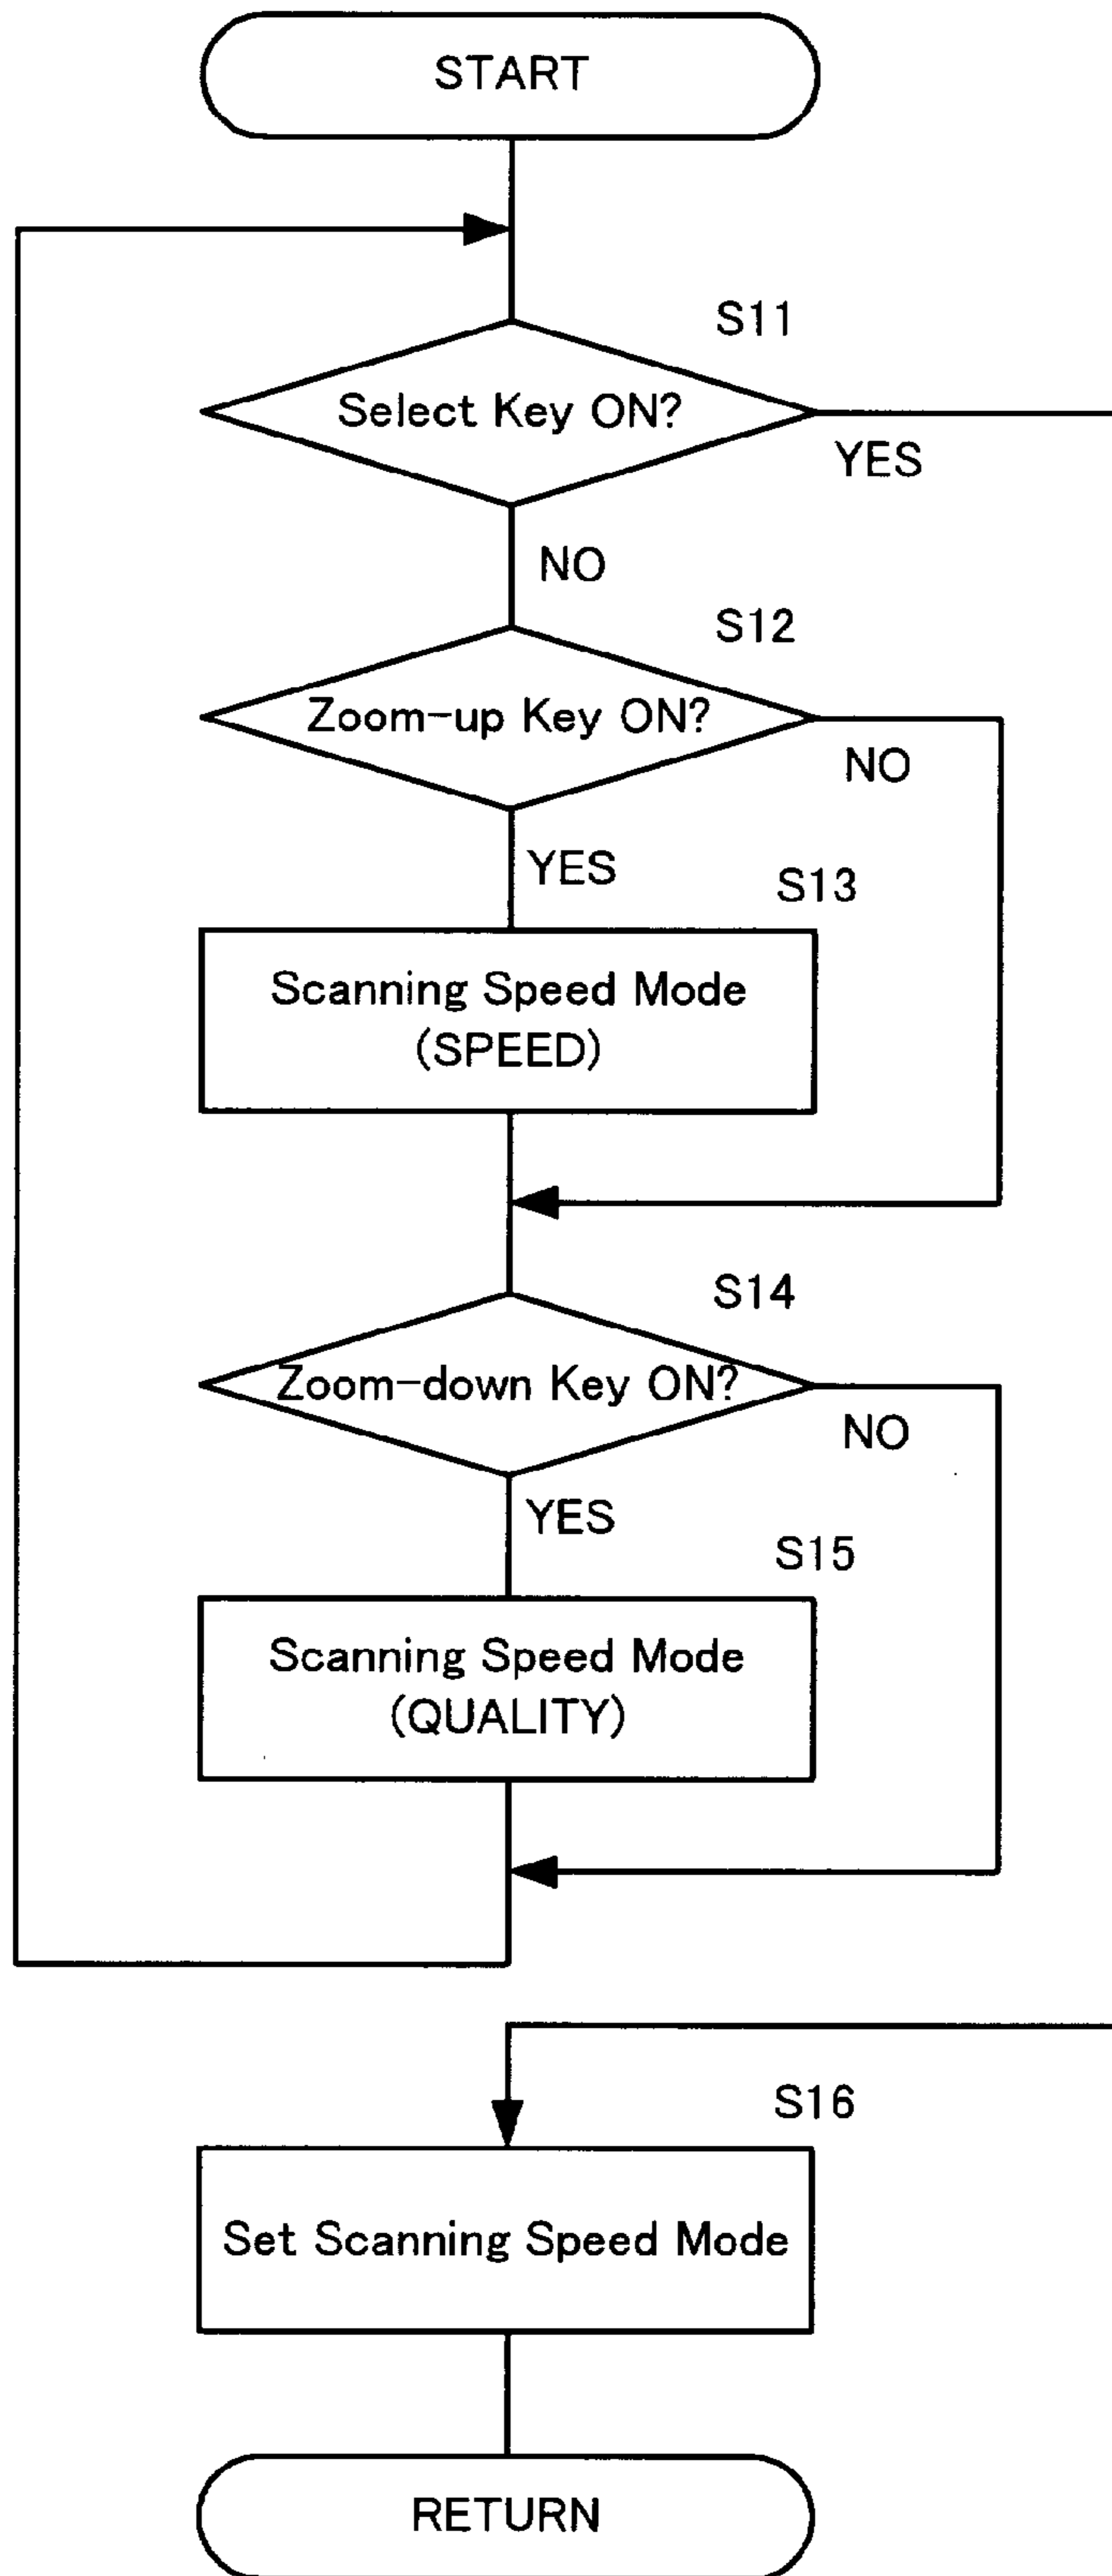 START
S11
Select Key ON?
YES
NO
S12
Zoom-up Key ON?
NO
YES
S13
Scanning Speed Mode
(SPEED)
S14
Zoom-down Key ON?
NO
YES
S15
Scanning Speed Mode
(QUALITY)
S16
Set Scanning Speed Mode
RETURN